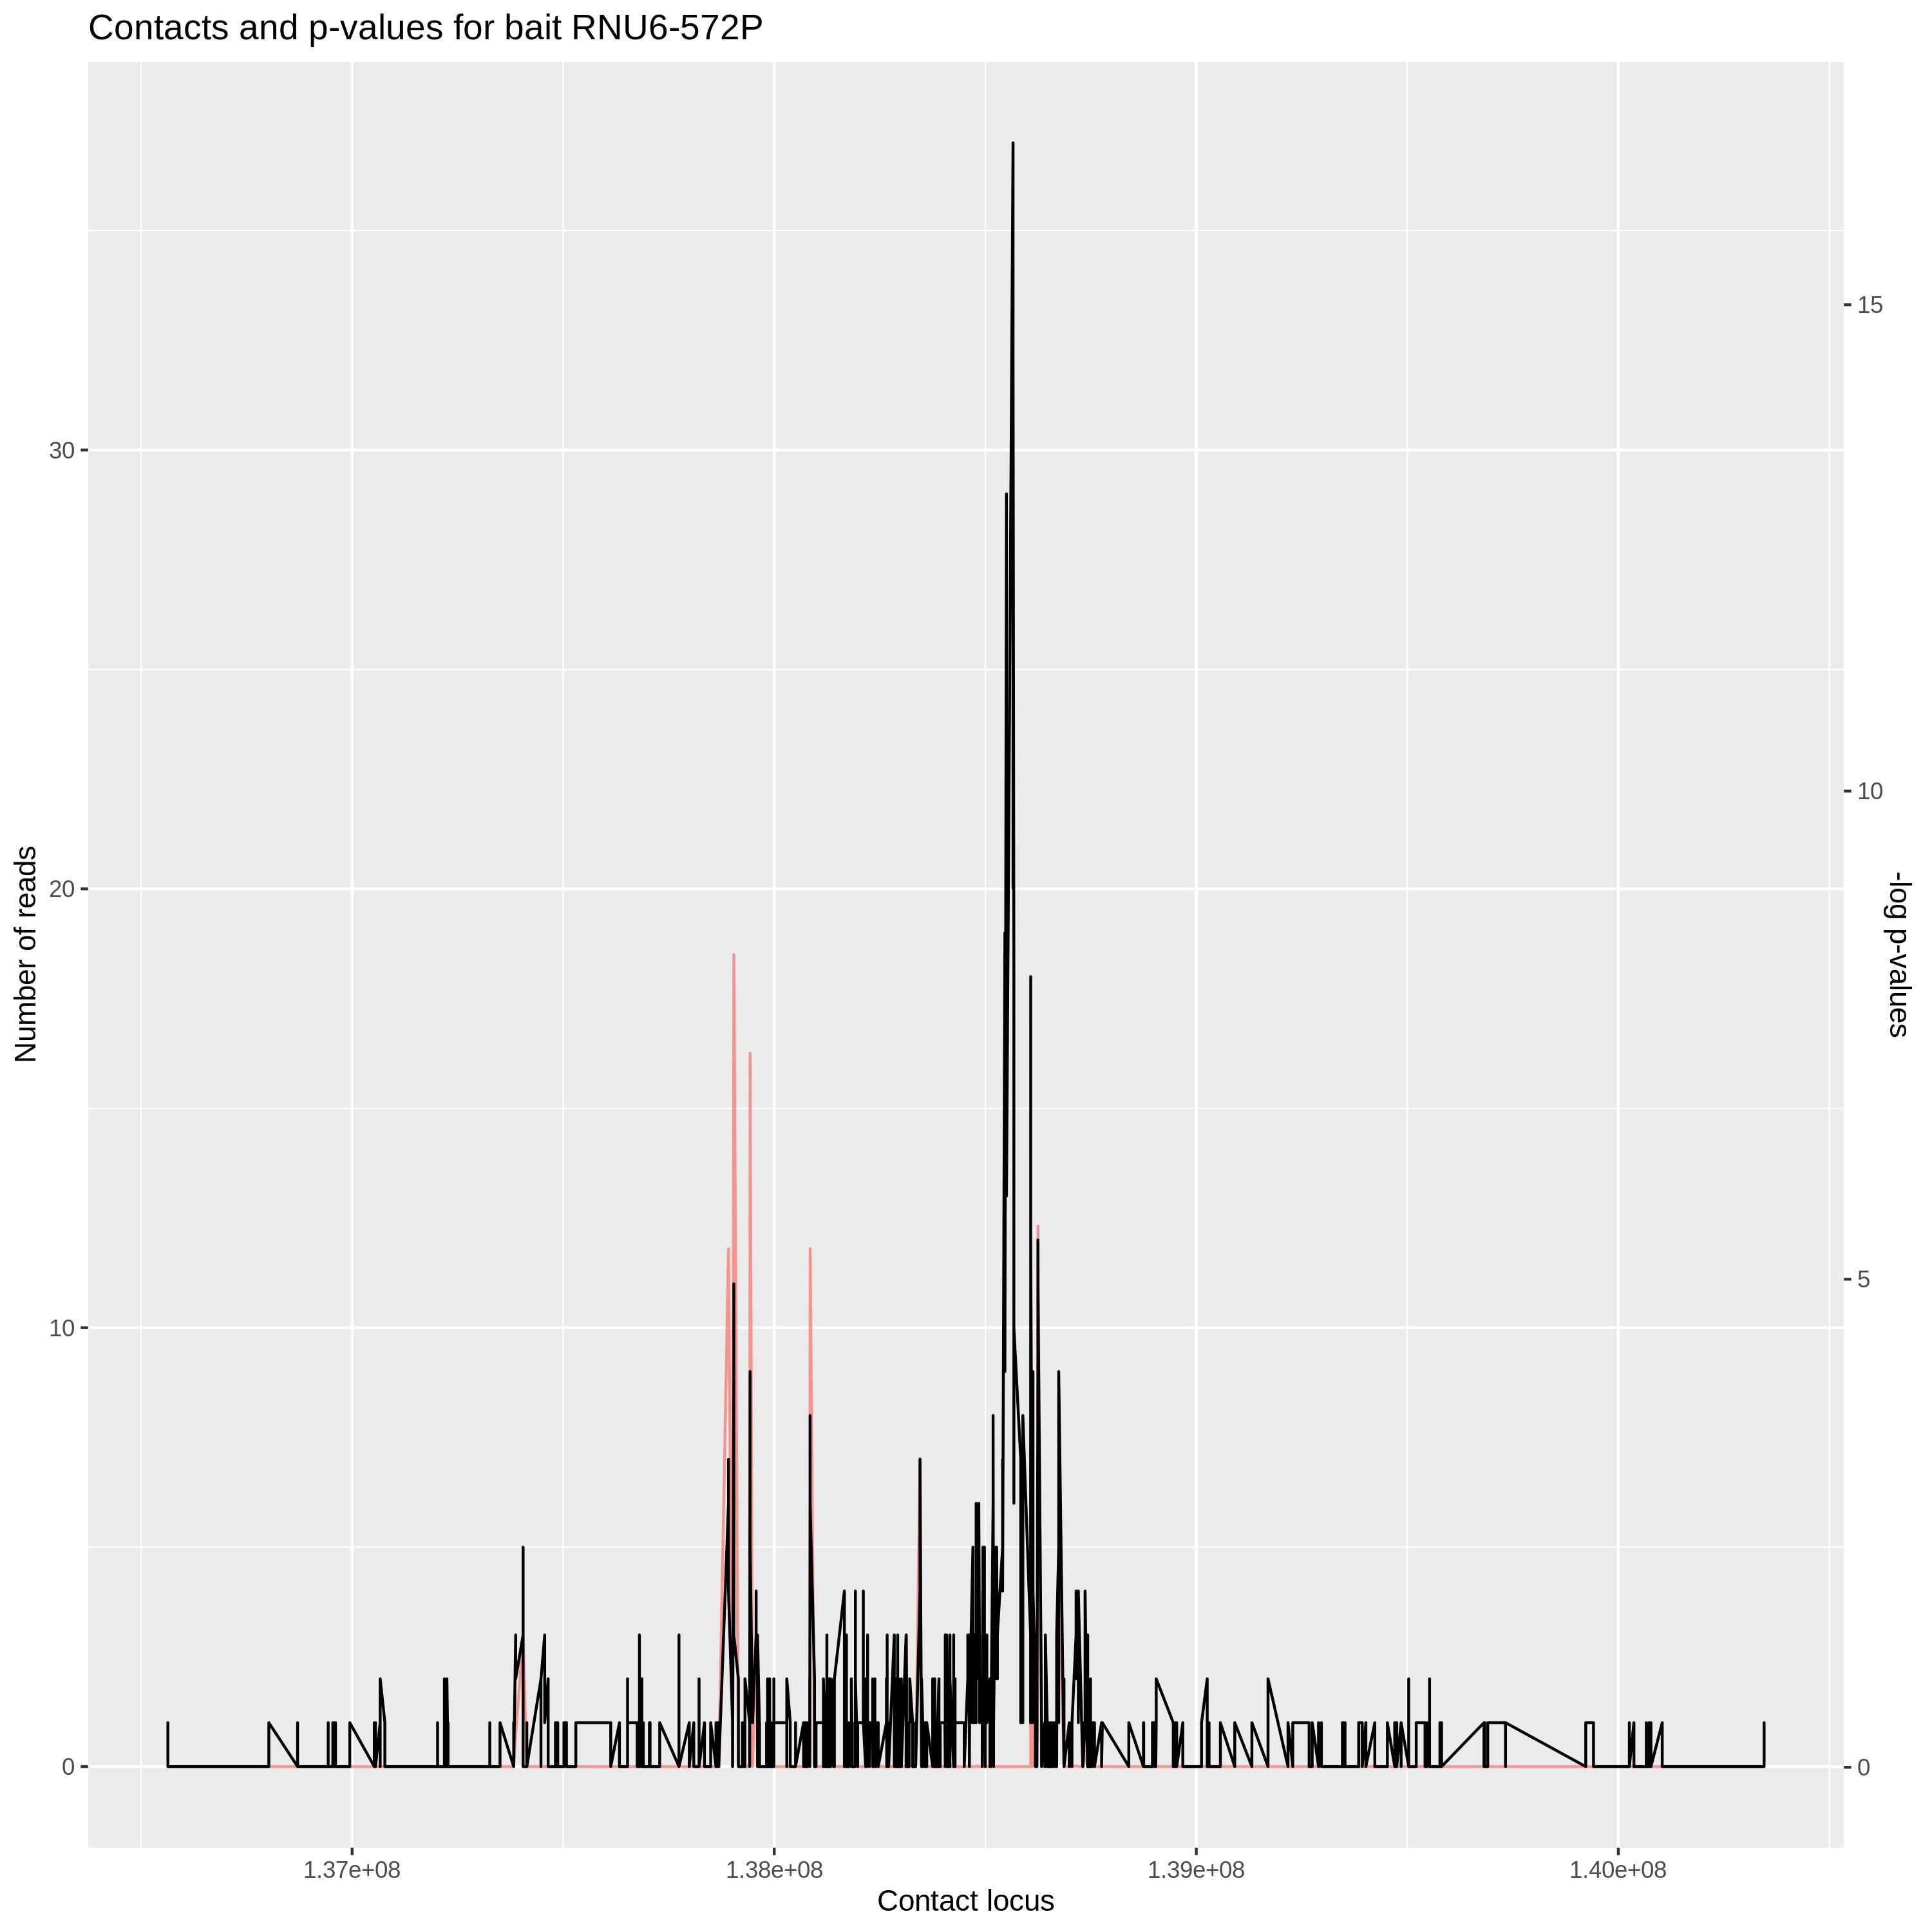 Contacts and p-values for bait RNU6-572P
30
20
10
0
Number of reads
15
10
5
0
-log p-values
1.37e+08
1.38e+08
1.39e+08
1.40e+08
Contact locus